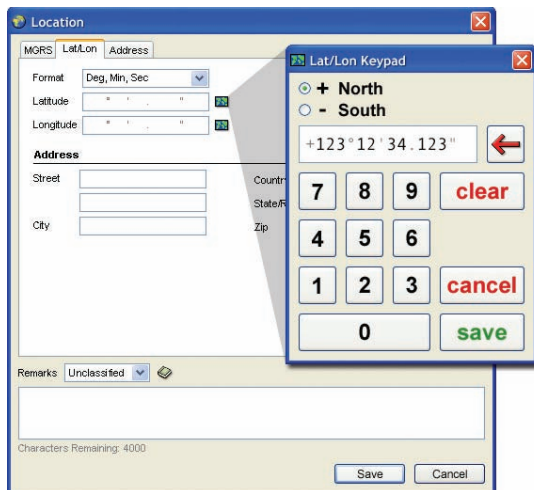 Location
MGRS Lat/Lon Address
Format Deg, Min, Sec
Latitude ° ' . "
Longitude ° ' . "
Address
Street
City
Countr
State/R
Zip
Remarks Unclassified
Characters Remaining: 4000
Save Cancel
Lat/Lon Keypad
+ North
- South
+123°12'34.123"
7 8 9 clear
4 5 6
1 2 3 cancel
0 save